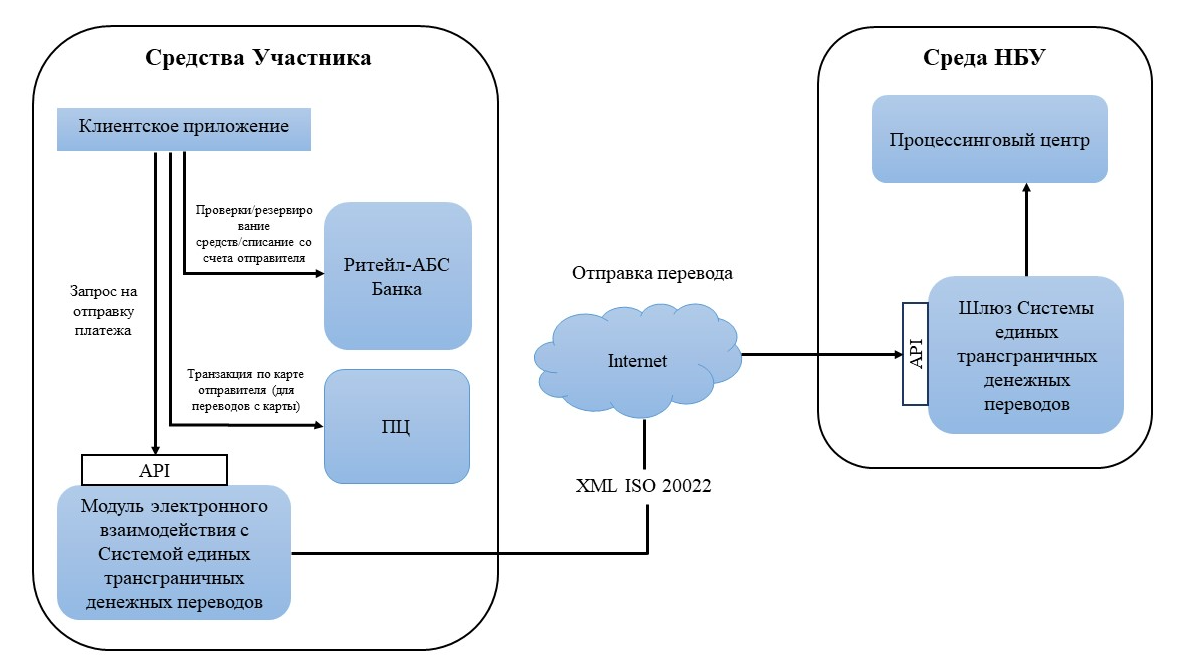 Средства Участника
Клиентское приложение
Проверки/резервиро
вание
средств/списание со
счета отправителя
Ритейл-АБС
Банка
Запрос на
отправку
платежа
Транзакция по карте
отправителя (для
переводов с карты)
ПЦ
API
Модуль электронного
взаимодействия с
Системой единых
трансграничных
денежных переводов
Отправка перевода
Internet
XML ISO 20022
Среда НБУ
Процессинговый центр
API
Шлюз Системы
единых
трансграничных
денежных
переводов